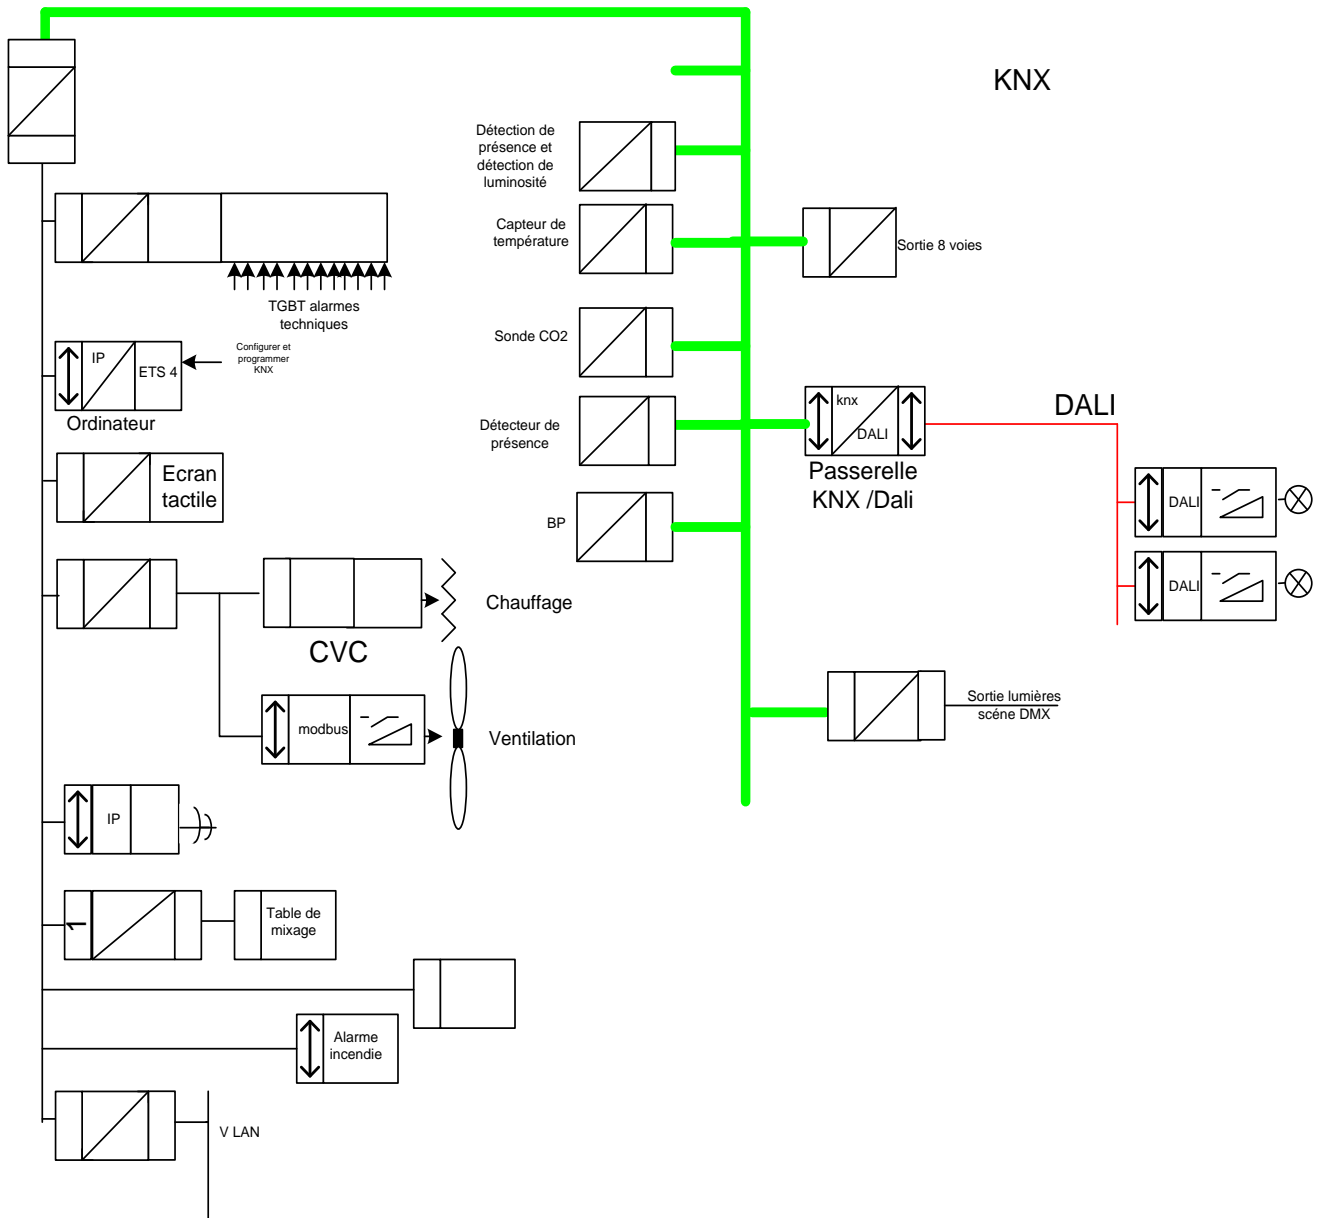 KNX
Détection de
présence et
détection de
luminosité
Capteur de
température
Sortie 8 voies
TGBT alarmes
techniques
Sonde CO2
Configurer et
programmer
KNX
IP
ETS 4
Ordinateur
knx
DALI
Passerelle
KNX /Dali
DALI
Détecteur de
présence
Ecran
tactile
DALI
BP
DALI
Chauffage
CVC
Sortie lumières
scéne DMX
modbus
Ventilation
IP
1
Table de
mixage
Alarme
incendie
V LAN